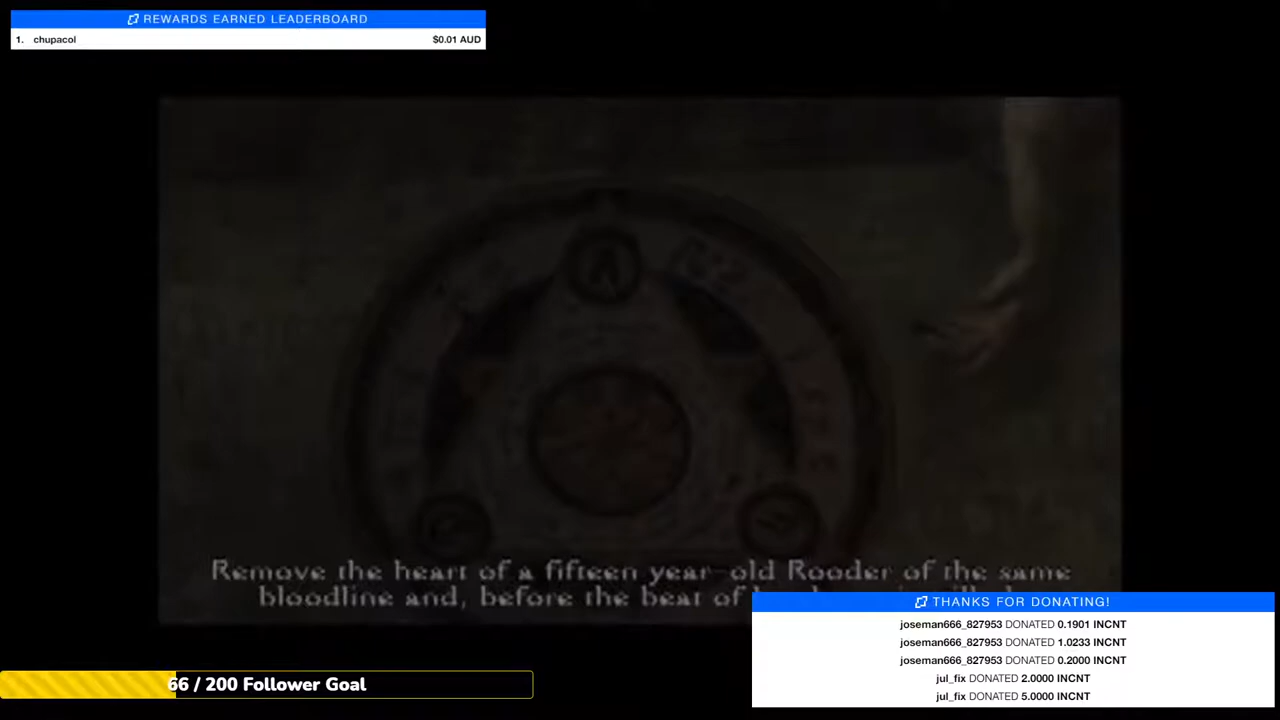 REWARDS EARNED LEADERBOARD
1. chupacol $0.01 AUD
Remove the heart of a fifteen year-old Rooder of the same
bloodline and, before the beat of
THANKS FOR DONATING!
joseman666_827953 DONATED 0.1901 INCNT
joseman666_827953 DONATED 1.0233 INCNT
joseman666_827953 DONATED 0.2000 INCNT
jul_fix DONATED 2.0000 INCNT
jul_fix DONATED 5.0000 INCNT
66 / 200 Follower Goal